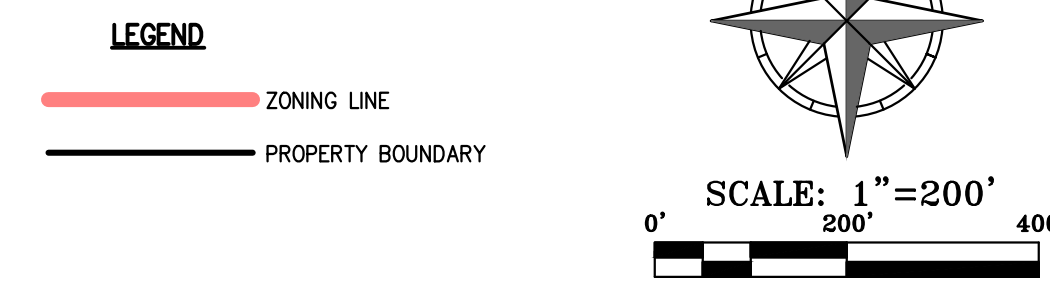 LEGEND
ZONING LINE
PROPERTY BOUNDARY
SCALE: 1"=200'
0' 200'